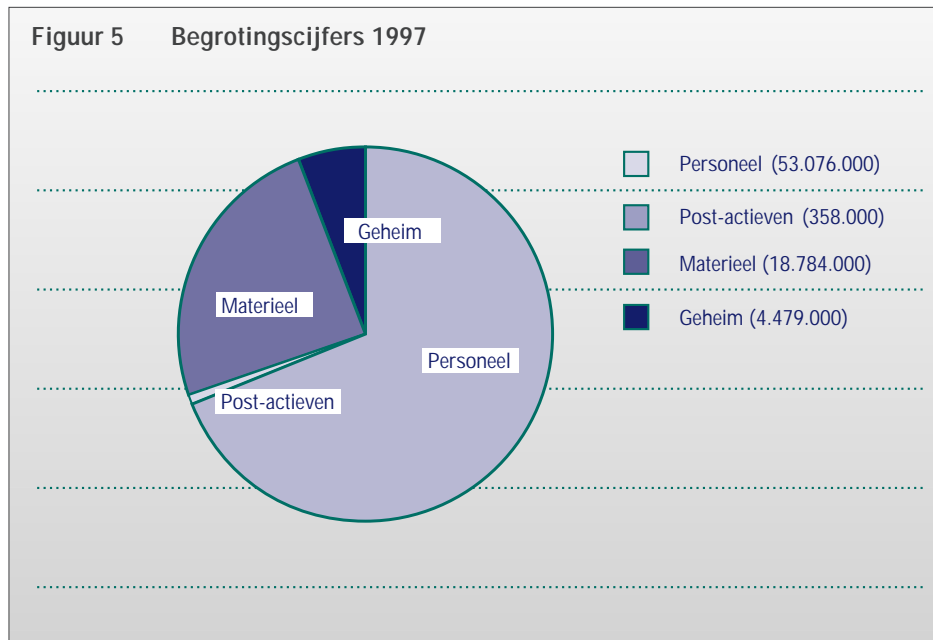 Figuur 5 Begrotingscijfers 1997
Personeel (53.076.000)
Post-actieven (358.000)
Materieel (18.784.000)
Geheim (4.479.000)
Geheim
Materieel
Personeel
Post-actieven